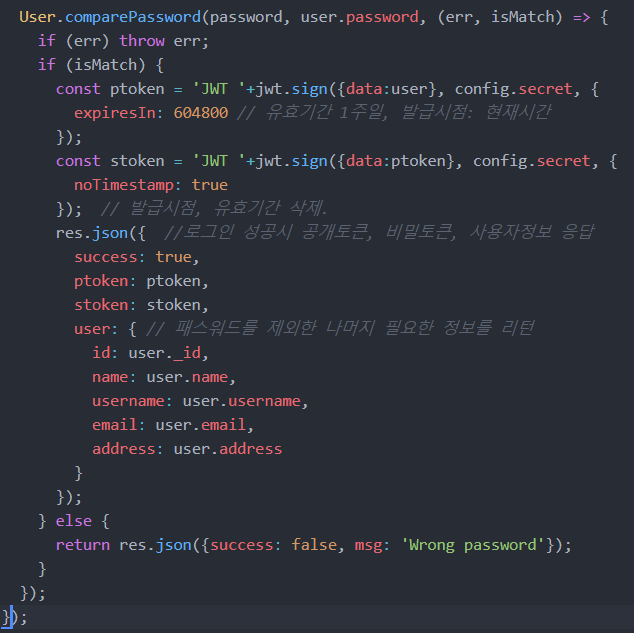 User.comparePassword(password, user.password, (err, isMatch) => {
if (err) throw err;
if (isMatch) {
const ptoken = 'JWT '+jwt.sign({data:user}, config.secret, {
expiresIn: 604800 // 유효기간 1주일, 발급시점: 현재시간
});
const stoken = 'JWT '+jwt.sign({data:ptoken}, config.secret, {
noTimestamp: true
}); // 발급시점, 유효기간 삭제.
res.json({ //로그인 성공시 공개토큰, 비밀토큰, 사용자정보 응답
success: true,
ptoken: ptoken,
stoken: stoken,
user: { // 패스워드를 제외한 나머지 필요한 정보를 리턴
id: user._id,
name: user.name,
username: user.username,
email: user.email,
address: user.address
}
});
} else {
return res.json({success: false, msg: 'Wrong password'});
}
});
});